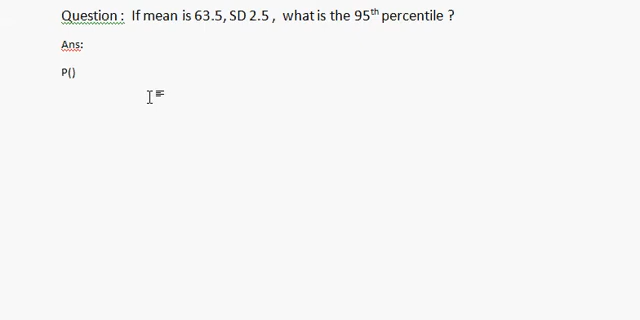 Question : If mean is 63.5, SD 2.5 , what is the 95th percentile ?
Ans:
P()